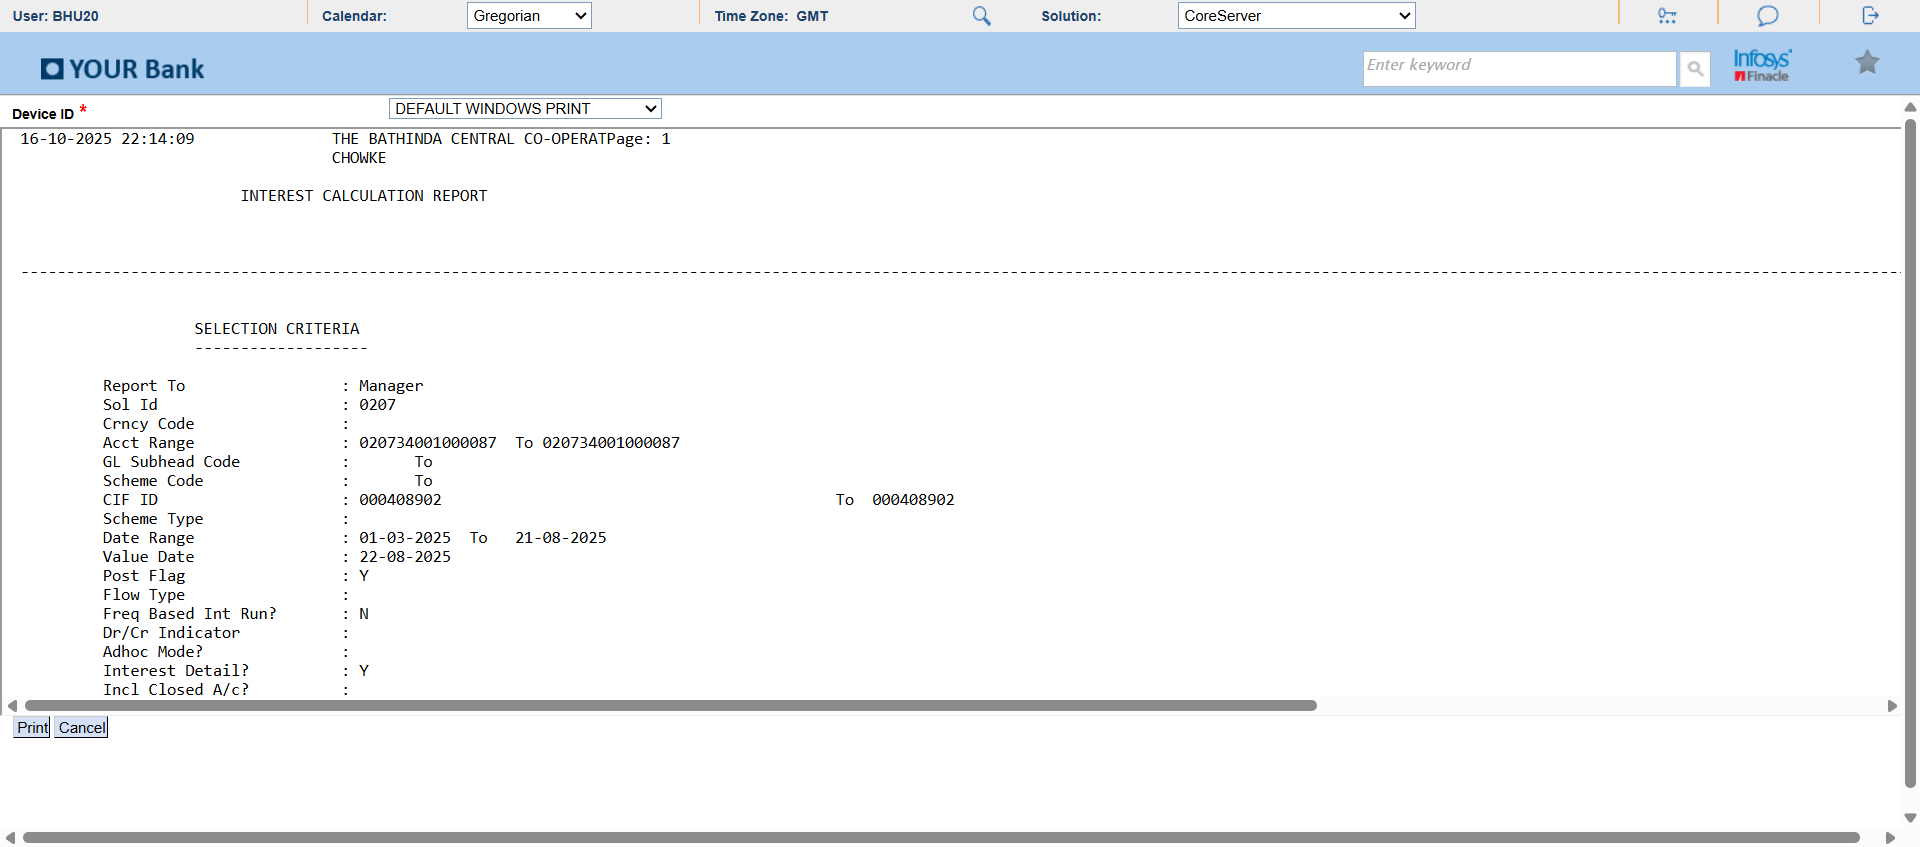 User: BHU20 Calendar: Gregorian Time Zone: GMT Solution: CoreServer
YOUR Bank Enter keyword Infosys Finacle
Device ID * DEFAULT WINDOWS PRINT
16-10-2025 22:14:09 THE BATHINDA CENTRAL CO-OPERATPage: 1
CHOWKE
INTEREST CALCULATION REPORT
--------------------------------------------------------------------------------
SELECTION CRITERIA
-------------------
Report To : Manager
Sol Id : 0207
Crncy Code :
Acct Range : 020734001000087 To 020734001000087
GL Subhead Code : To
Scheme Code : To
CIF ID : 000408902 To 000408902
Scheme Type :
Date Range : 01-03-2025 To 21-08-2025
Value Date : 22-08-2025
Post Flag : Y
Flow Type :
Freq Based Int Run? : N
Dr/Cr Indicator :
Adhoc Mode? :
Interest Detail? : Y
Incl Closed A/c? :
Print Cancel